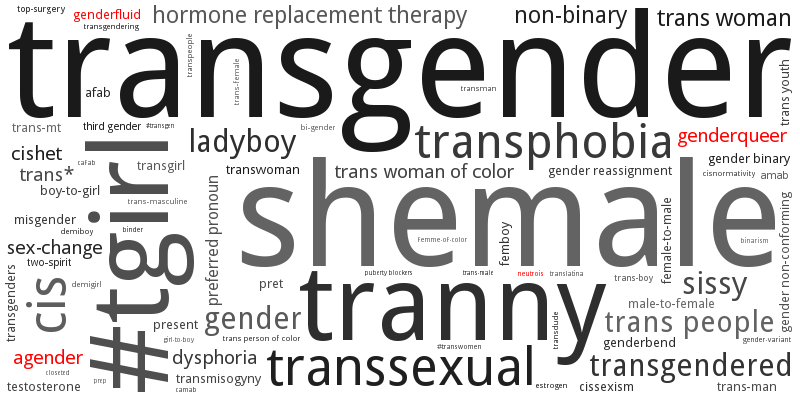 top-surgery
genderfluid
transgendering
hormone replacement therapy
non-binary
trans woman
transgender
transpeople
trans-female
transman
trans youth
afab
trans-mt
third gender
#transgen
bi-gender
ladyboy
transphobia
genderqueer
cishet
cafab
transgirl
transwoman
trans woman of color
gender reassignment
gender binary
trans*
cisnormativity
amab
boy-to-girl
#tgirl
trans-masculine
preferred pronoun
shemale
misgender
demiboy
binder
femboy
female-to-male
gender non-conforming
Femme-of-color
binarism
sex-change
two-spirit
transgenders
cis
demigirl
pret
puberty blockers
trans-male
neutrois
translatina
trans-boy
sissy
tranny
male-to-female
present
gender
trans person of color
transdude
trans people
girl-to-boy
genderbend
gender-variant
agender
closeted
dysphoria
#transwomen
transsexual
transgendered
testosterone
prep
transmisogyny
camab
estrogen
cissexism
trans-man